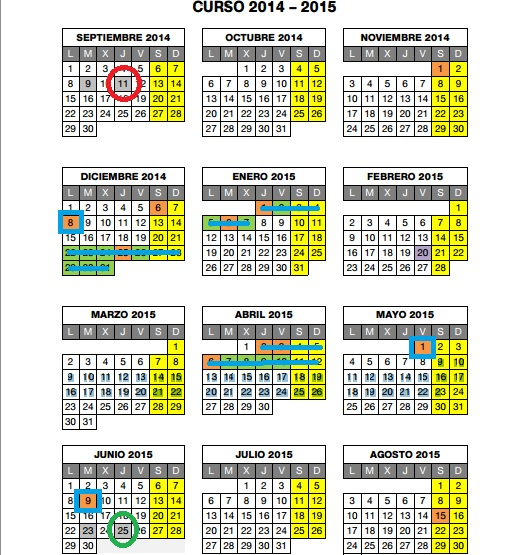 CURSO 2014 – 2015
SEPTIEMBRE 2014
L M X J V S D
1 2 3 4 5 6 7
8 9 10 11 12 13 14
15 16 17 18 19 20 21
22 23 24 25 26 27 28
29 30
OCTUBRE 2014
L M X J V S D
1 2 3 4 5
6 7 8 9 10 11 12
13 14 15 16 17 18 19
20 21 22 23 24 25 26
27 28 29 30 31
NOVIEMBRE 2014
L M X J V S D
1 2
3 4 5 6 7 8 9
10 11 12 13 14 15 16
17 18 19 20 21 22 23
24 25 26 27 28 29 30
DICIEMBRE 2014
L M X J V S D
1 2 3 4 5 6 7
8 9 10 11 12 13 14
15 16 17 18 19 20 21
22 23 24 25 26 27 28
29 30 31
ENERO 2015
L M X J V S D
1 2 3 4
5 6 7 8 9 10 11
12 13 14 15 16 17 18
19 20 21 22 23 24 25
26 27 28 29 30 31
FEBRERO 2015
L M X J V S D
1
2 3 4 5 6 7 8
9 10 11 12 13 14 15
16 17 18 19 20 21 22
23 24 25 26 27 28
MARZO 2015
L M X J V S D
1
2 3 4 5 6 7 8
9 10 11 12 13 14 15
16 17 18 19 20 21 22
23 24 25 26 27 28 29
30 31
ABRIL 2015
L M X J V S D
1 2 3 4 5
6 7 8 9 10 11 12
13 14 15 16 17 18 19
20 21 22 23 24 25 26
27 28 29 30
MAYO 2015
L M X J V S D
1 2 3
4 5 6 7 8 9 10
11 12 13 14 15 16 17
18 19 20 21 22 23 24
25 26 27 28 29 30 31
JUNIO 2015
L M X J V S D
1 2 3 4 5 6 7
8 9 10 11 12 13 14
15 16 17 18 19 20 21
22 23 24 25 26 27 28
29 30
JULIO 2015
L M X J V S D
1 2 3 4 5
6 7 8 9 10 11 12
13 14 15 16 17 18 19
20 21 22 23 24 25 26
27 28 29 30 31
AGOSTO 2015
L M X J V S D
1 2
3 4 5 6 7 8 9
10 11 12 13 14 15 16
17 18 19 20 21 22 23
24 25 26 27 28 29 30